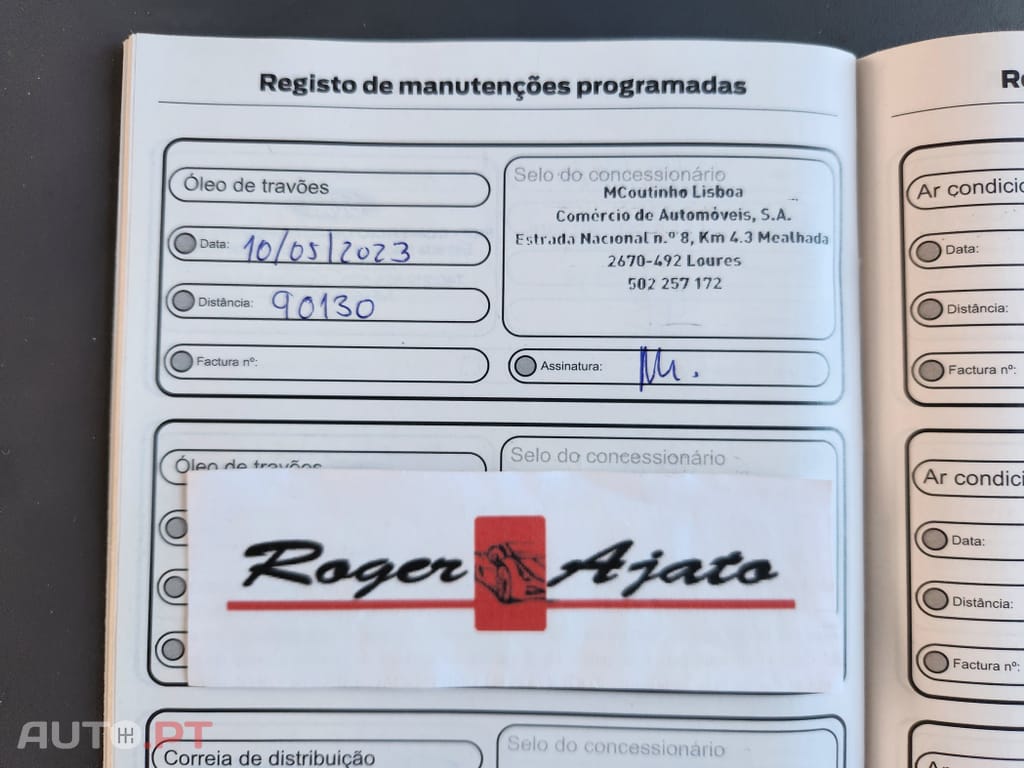 Registo de manutenções programadas
Óleo de travões
Data: 10/05/2023
Distância: 90130
Factura nº:
Selo do concessionário
MCoutinho Lisboa
Comércio de Automóveis, S.A.
Estrada Nacional n.º 8, Km 4.3 Mealhada
2670-492 Loures
502 257 172
Assinatura:
Óleo de travões
Selo do concessionário
Roger Ajato
Correia de distribuição
Selo do concessionário
Ar condici
Data:
Distância:
Factura nº:
Ar condici
Data:
Distância:
Factura nº:
AUTO.PT